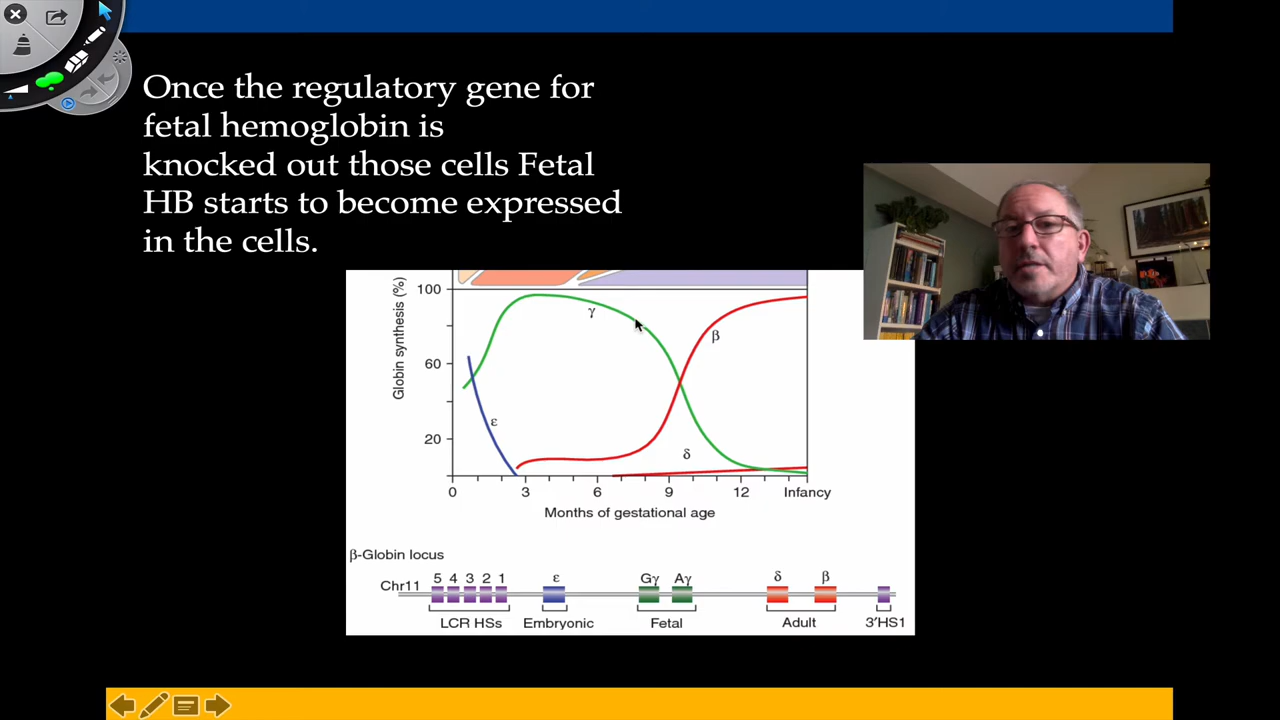 Once the regulatory gene for
fetal hemoglobin is
knocked out those cells Fetal
HB starts to become expressed
in the cells.
Globin synthesis (%)
100
60
20
γ
β
ε
δ
0 3 6 9 12 Infancy
Months of gestational age
β-Globin locus
Chr11
5 4 3 2 1 ε Gγ Aγ δ β
LCR HSs Embryonic Fetal Adult 3′HS1